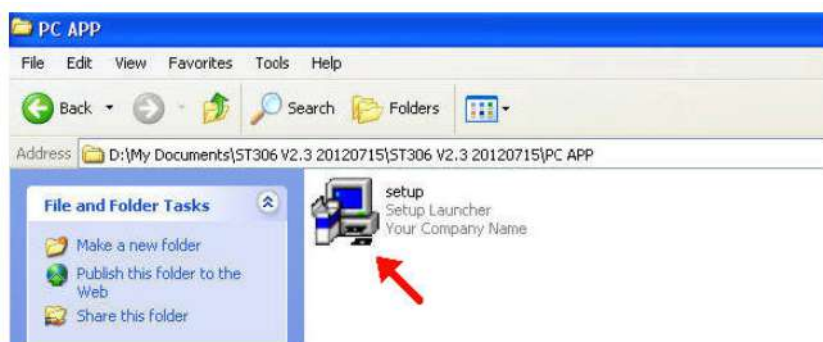 PC APP
File Edit View Favorites Tools Help
Back Search Folders
Address D:\My Documents\ST306 V2.3 20120715\ST306 V2.3 20120715\PC APP
File and Folder Tasks
Make a new folder
Publish this folder to the
Web
Share this folder
setup
Setup Launcher
Your Company Name